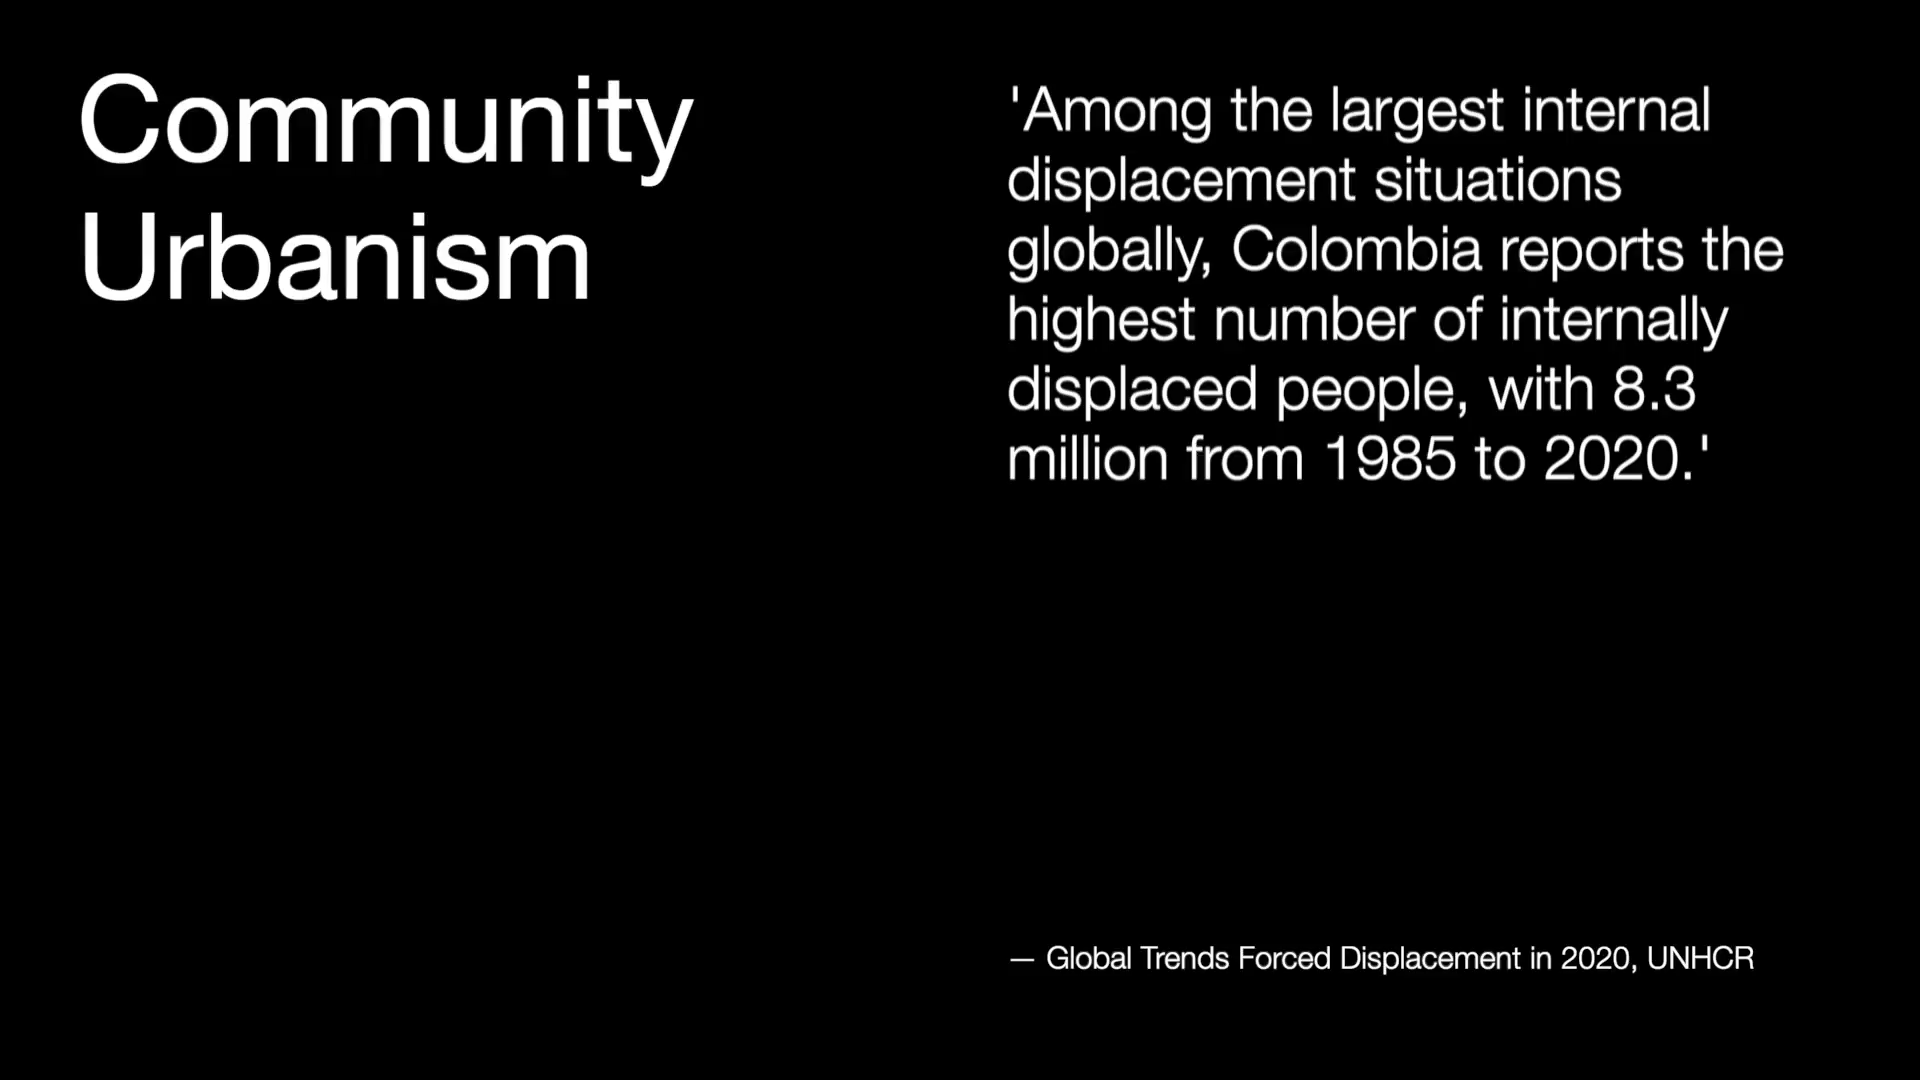 Community
Urbanism
'Among the largest internal
displacement situations
globally, Colombia reports the
highest number of internally
displaced people, with 8.3
million from 1985 to 2020.'
— Global Trends Forced Displacement in 2020, UNHCR